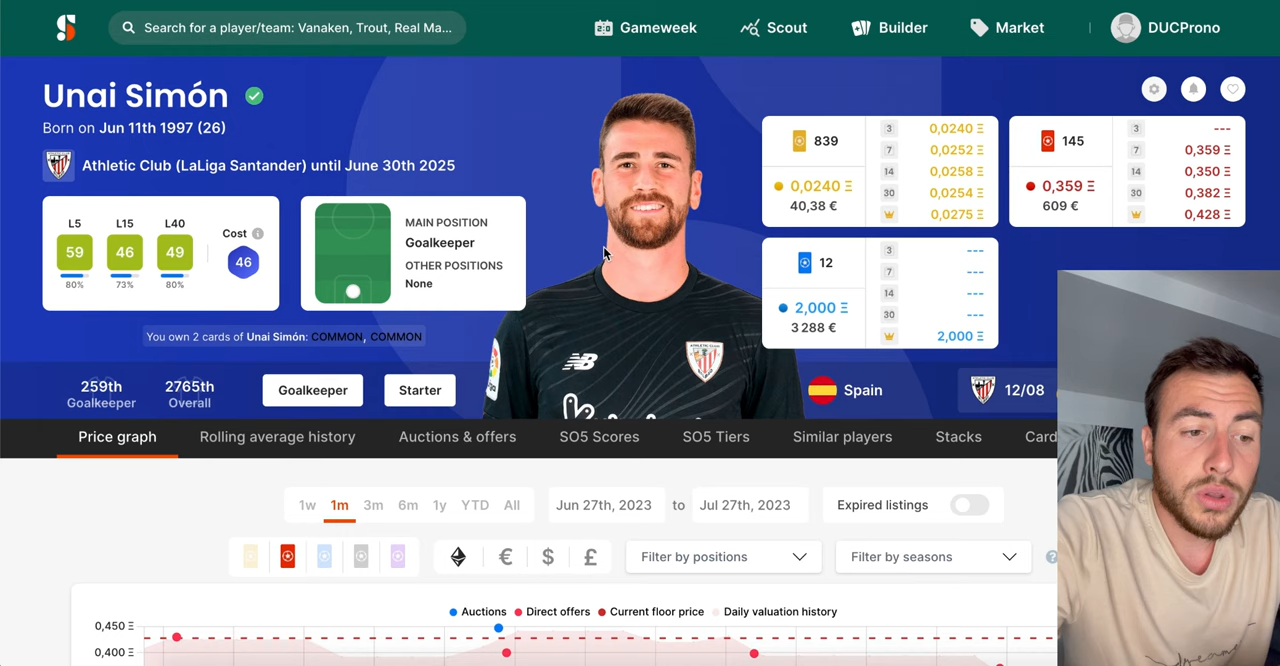 Search for a player/team: Vanaken, Trout, Real Ma...
Gameweek
Scout
Builder
Market
DUCProno
Unai Simón
Born on Jun 11th 1997 (26)
Athletic Club (LaLiga Santander) until June 30th 2025
L5 L15 L40 Cost
59 46 49 46
80% 73% 80%
MAIN POSITION
Goalkeeper
OTHER POSITIONS
None
You own 2 cards of Unai Simón: COMMON, COMMON
259th
Goalkeeper
2765th
Overall
Goalkeeper
Starter
839
0,0240 Ξ
40,38 €
3 0,0240 Ξ
7 0,0252 Ξ
14 0,0258 Ξ
30 0,0254 Ξ
0,0275 Ξ
145
0,359 Ξ
609 €
3 ---
7 0,359 Ξ
14 0,350 Ξ
30 0,382 Ξ
0,428 Ξ
12
2,000 Ξ
3 288 €
3 ---
7 ---
14 ---
30 ---
2,000 Ξ
Spain
12/08
Price graph
Rolling average history
Auctions & offers
SO5 Scores
SO5 Tiers
Similar players
Stacks
Card
1w 1m 3m 6m 1y YTD All
Jun 27th, 2023 to Jul 27th, 2023
Expired listings
€ $ £
Filter by positions
Filter by seasons
?
Auctions Direct offers Current floor price Daily valuation history
0,450 Ξ
0,400 Ξ